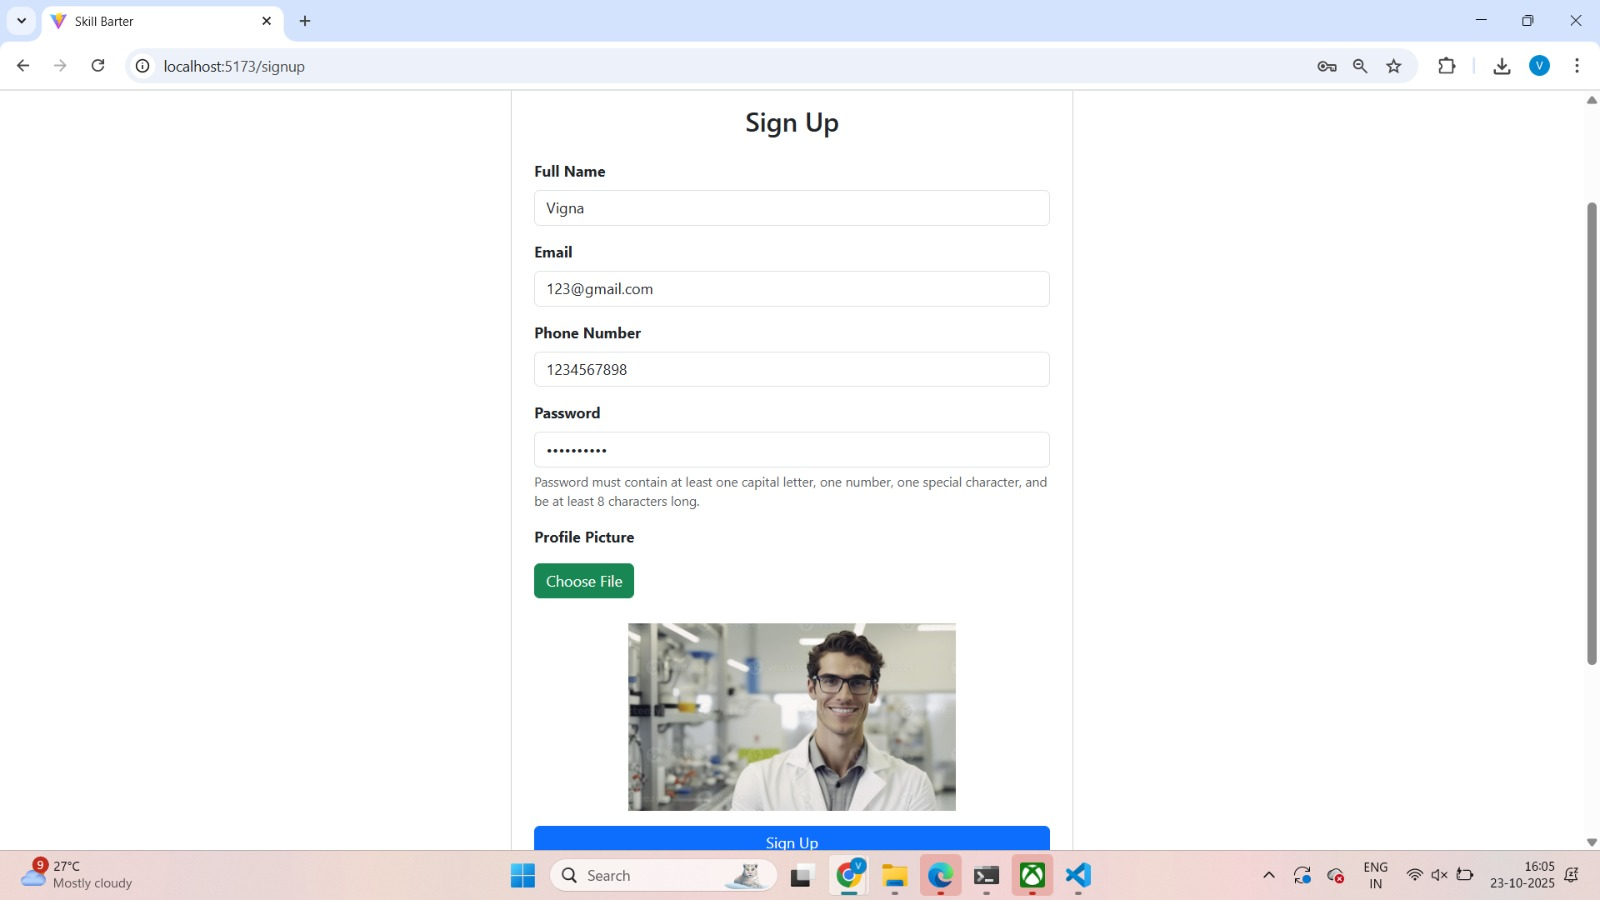 Skill Barter
localhost:5173/signup
V
Sign Up
Full Name
Vigna
Email
123@gmail.com
Phone Number
1234567898
Password
••••••••••
Password must contain at least one capital letter, one number, one special character, and
be at least 8 characters long.
Profile Picture
Choose File
Sign Up
9
27°C
Mostly cloudy
Search
V
ENG
IN
16:05
23-10-2025